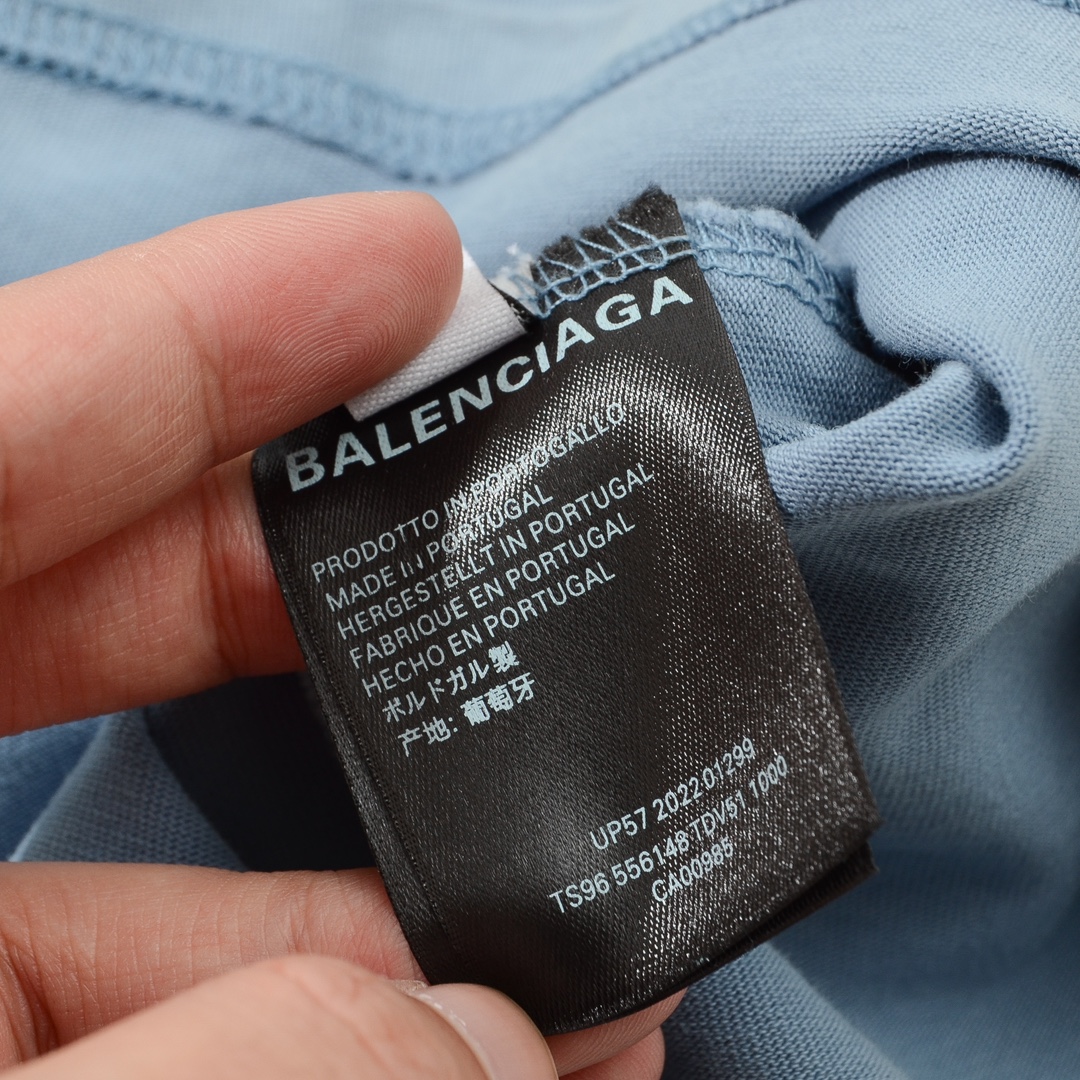 BALENCIAGA
PRODOTTO IN PORTOGALLO
MADE IN PORTUGAL
HERGESTELLT IN PORTUGAL
FABRIQUE EN PORTUGAL
HECHO EN PORTUGAL
ポルドガル製
产地: 葡萄牙
UP57 2022 01299
TS96 556148 TDV51 1000
CA00985